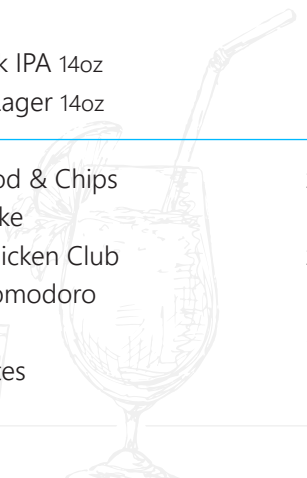 k IPA 14oz
ager 14oz
od & Chips
ke
icken Club
omodoro
tes